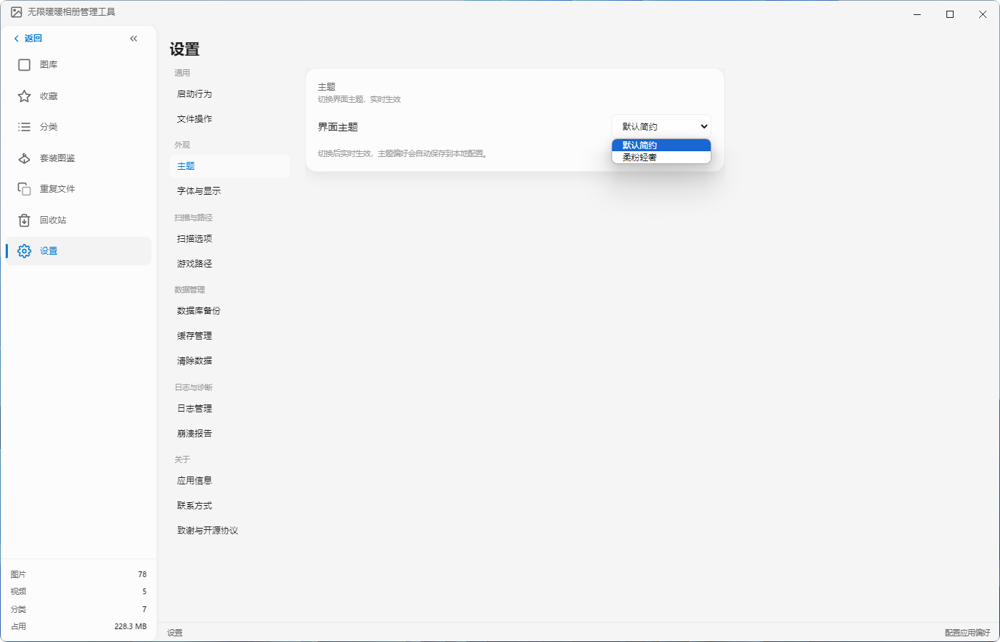 无限暖暖相册管理工具
返回
图库
收藏
分类
套装图鉴
重复文件
回收站
设置
图片 78
视频 5
分类 7
占用 228.3 MB
设置
通用
启动行为
文件操作
外观
主题
字体与显示
扫描与路径
扫描选项
游戏路径
数据管理
数据库备份
缓存管理
清除数据
日志与诊断
日志管理
崩溃报告
关于
应用信息
联系方式
致谢与开源协议
主题
切换界面主题，实时生效
界面主题 默认简约
默认简约
柔粉轻奢
切换后实时生效，主题偏好会自动保存到本地配置。
设置
配置应用偏好